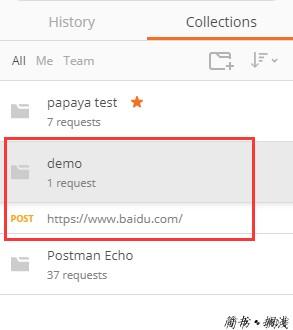 History Collections
All Me Team
papaya test
7 requests
demo
1 request
POST https://www.baidu.com/
Postman Echo
37 requests
简书·搁浅